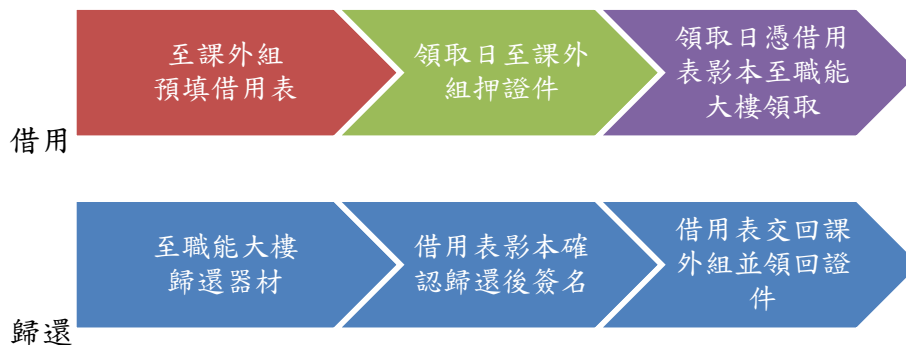 至課外組
預填借用表
領取日至課外
組押證件
領取日憑借用
表影本至職能
大樓領取
借用
至職能大樓
歸還器材
借用表影本確
認歸還後簽名
借用表交回課
外組並領回證
件
歸還